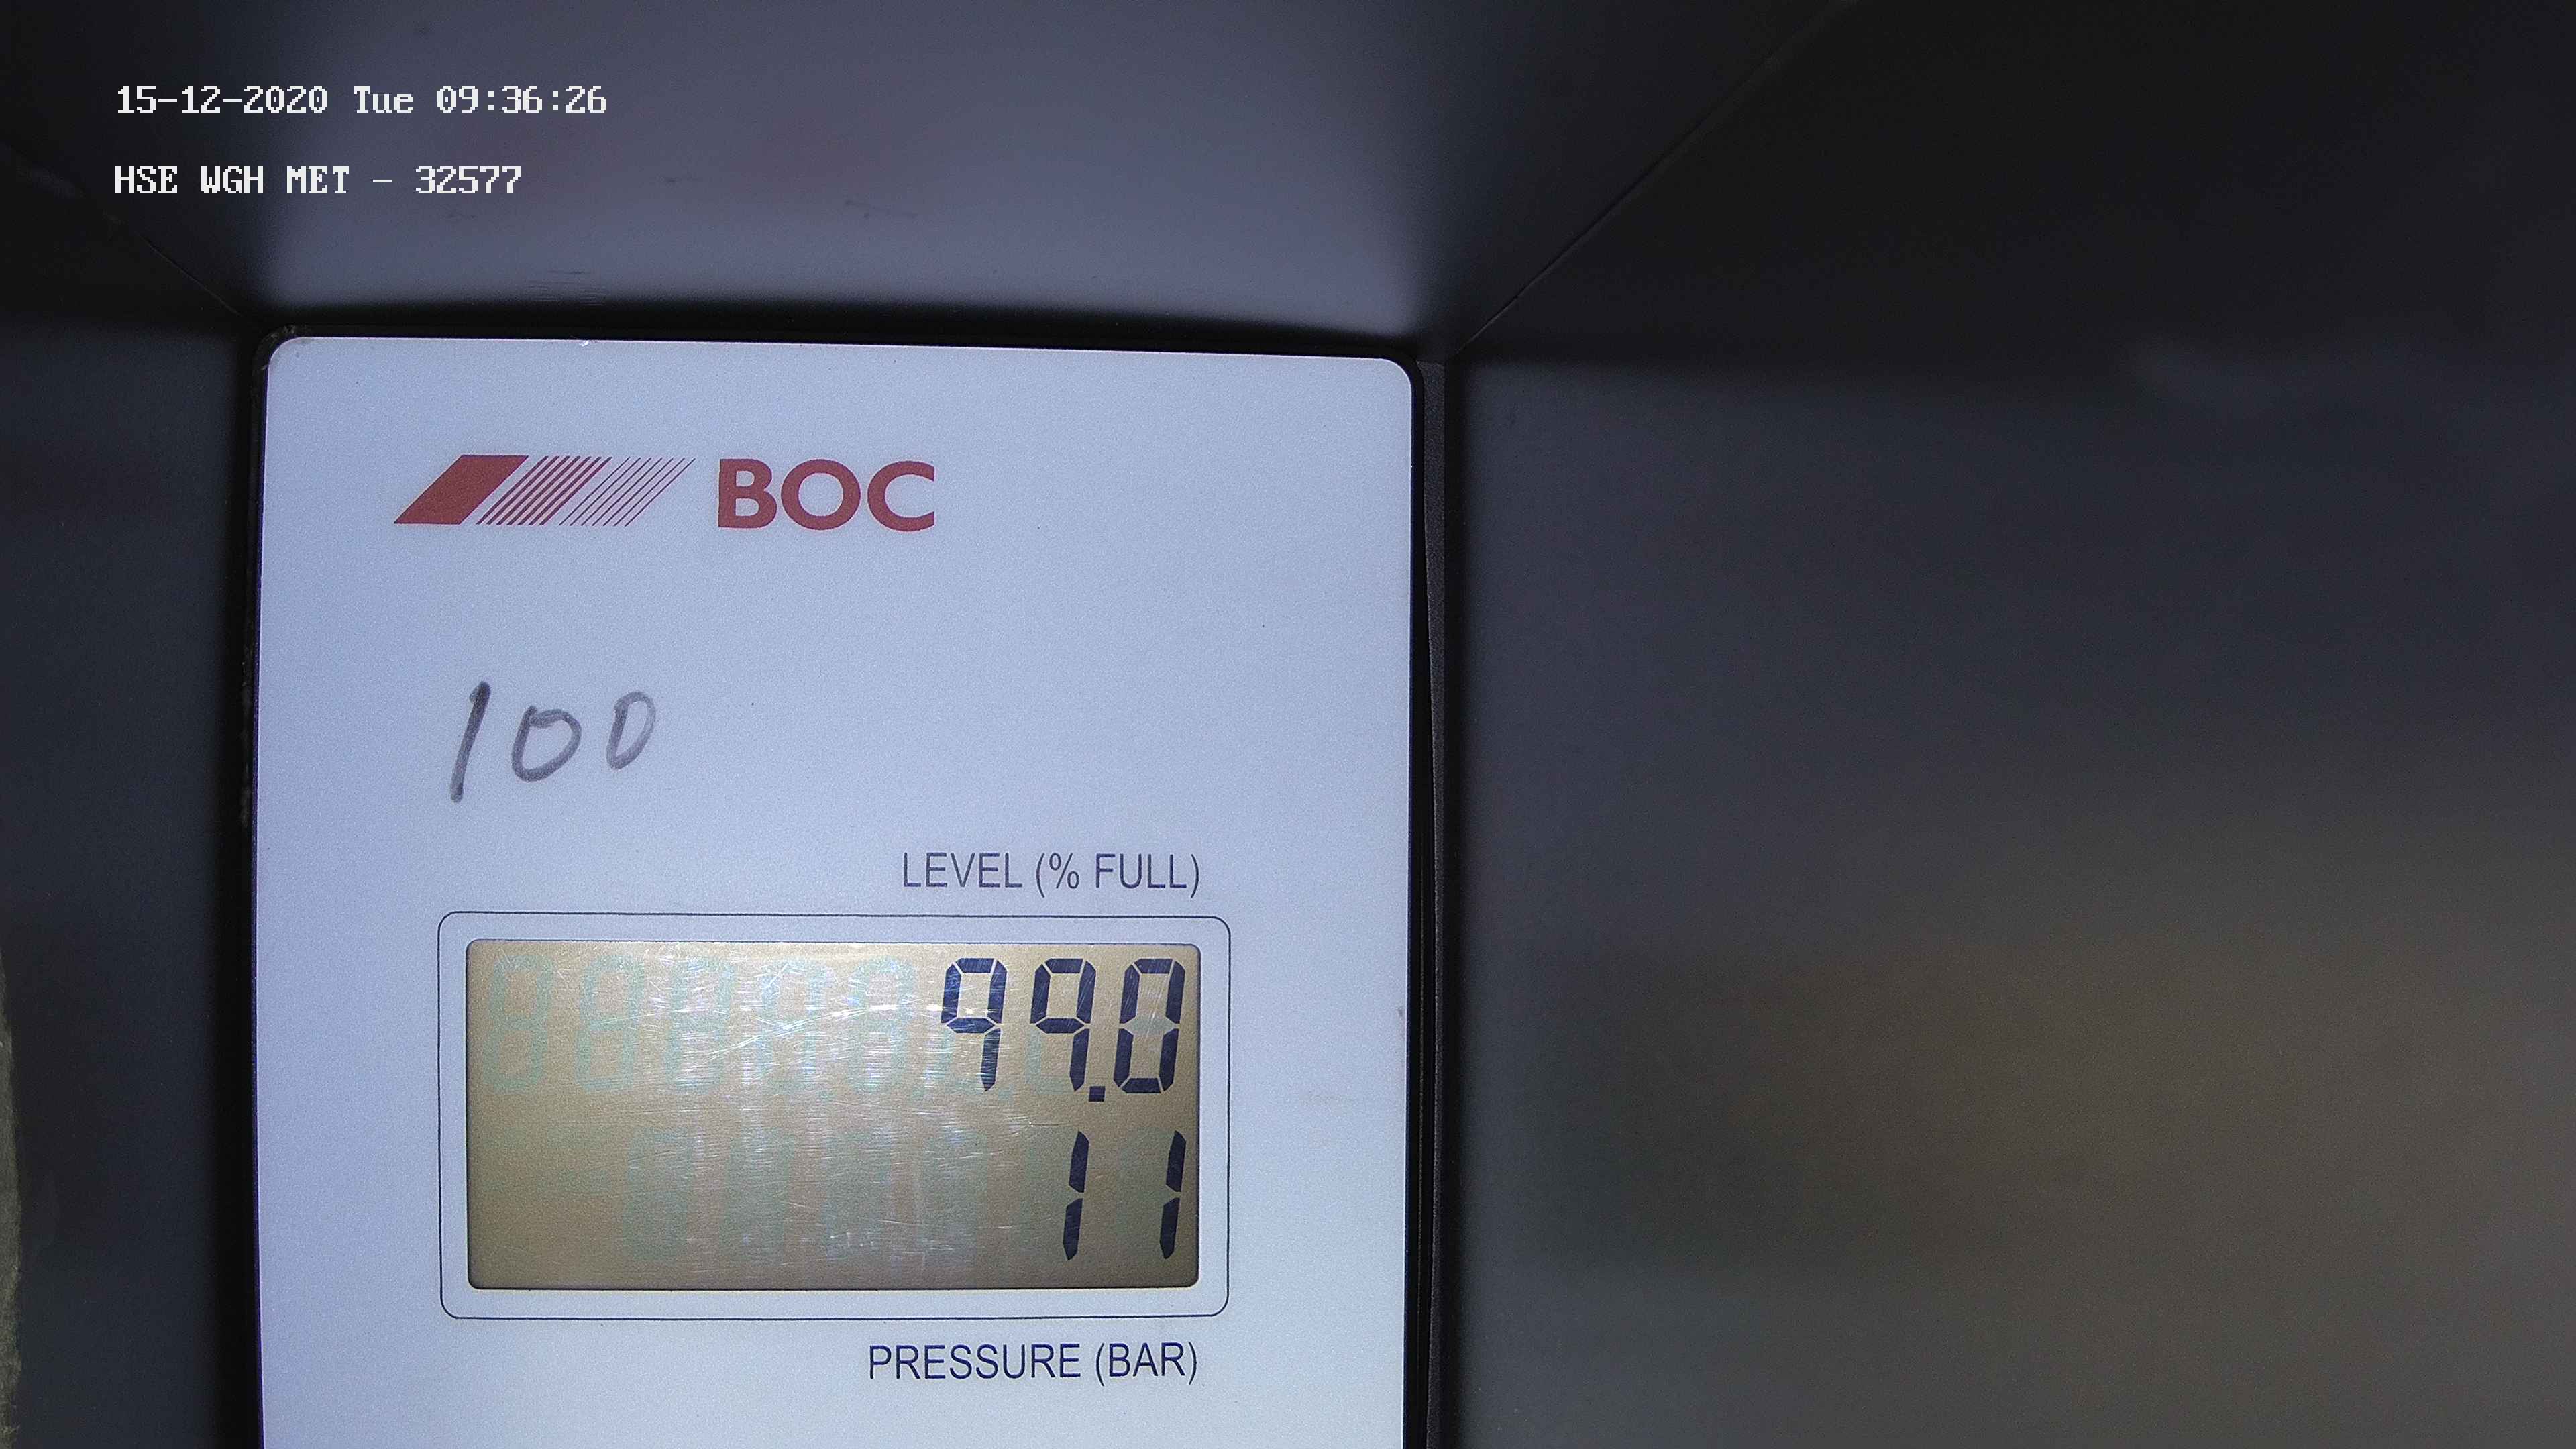 15-12-2020 Tue 09:36:26
HSE WGH MET - 32577
BOC
100
LEVEL (% FULL)
99.0
11
PRESSURE (BAR)